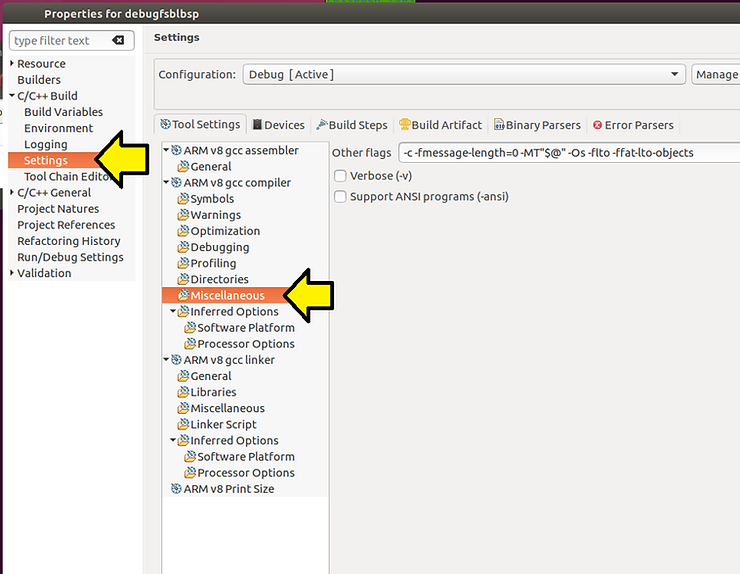 Properties for debugfsblbsp
type filter text
Resource
Builders
C/C++ Build
Build Variables
Environment
Logging
Settings
Tool Chain Edito
C/C++ General
Project Natures
Project References
Refactoring History
Run/Debug Settings
Validation
Settings
Configuration: Debug [ Active ] Manage
Tool Settings Devices Build Steps Build Artifact Binary Parsers Error Parsers
ARM v8 gcc assembler
General
ARM v8 gcc compiler
Symbols
Warnings
Optimization
Debugging
Profiling
Directories
Miscellaneous
Inferred Options
Software Platform
Processor Options
ARM v8 gcc linker
General
Libraries
Miscellaneous
Linker Script
Inferred Options
Software Platform
Processor Options
ARM v8 Print Size
Other flags -c -fmessage-length=0 -MT"$@" -Os -flto -ffat-lto-objects
Verbose (-v)
Support ANSI programs (-ansi)